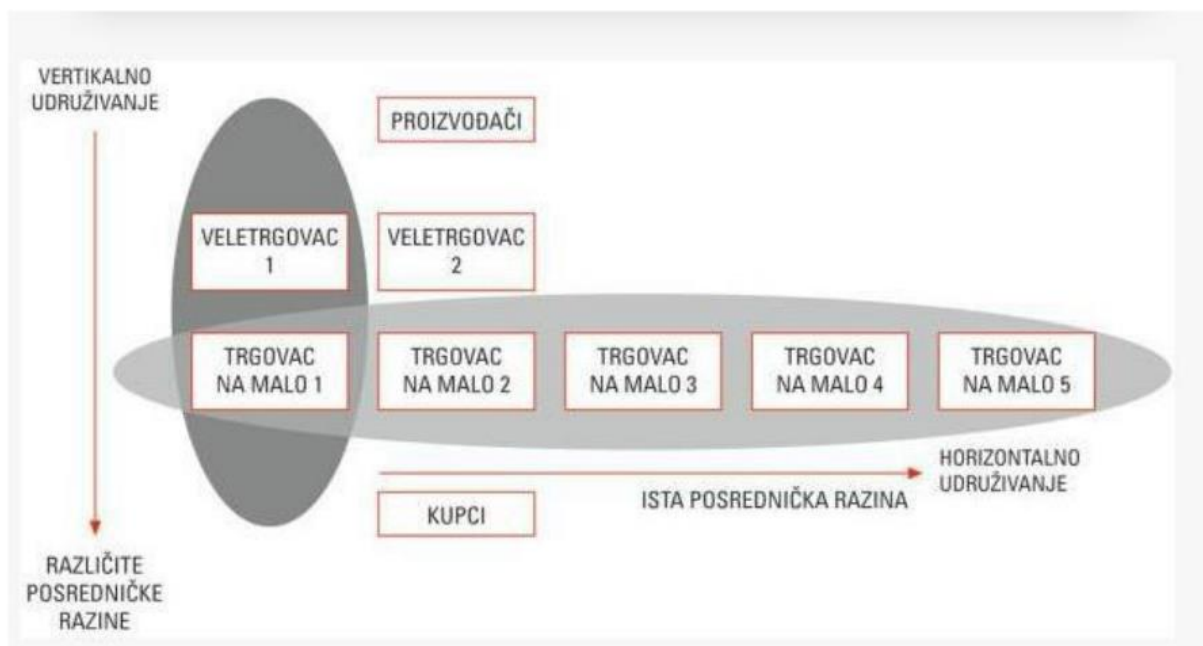 VERTIKALNO
UDRUŽIVANJE
PROIZVOĐAČI
VELETRGOVAC
1
VELETRGOVAC
2
TRGOVAC
NA MALO 1
TRGOVAC
NA MALO 2
TRGOVAC
NA MALO 3
TRGOVAC
NA MALO 4
TRGOVAC
NA MALO 5
HORIZONTALNO
UDRUŽIVANJE
ISTA POSREDNIČKA RAZINA
KUPCI
RAZLIČITE
POSREDNIČKE
RAZINE